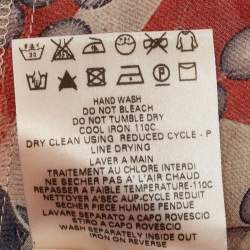 HAND WASH
DO NOT BLEACH
DO NOT TUMBLE DRY
COOL IRON 110C.
DRY CLEAN USING REDUCED CYCLE - P
LINE DRYING
LAVER A MAIN
TRAITEMENT AU CHLORE INTERDI
NE SECHER PAS A L'AIR CHAUD
REPASSER A FAIBLE TEMPERATURE-110C
NETTOYER A SEC AUP-CYCLE REDUIT
SECHER PIECE HUMIDE PENDUE
LAVARE SEPARATO A CAPO ROVESCIO
STIRO A CAPO ROVESCIO
WASH SEPARATELY INSIDE OUT
IRON ON REVERSE